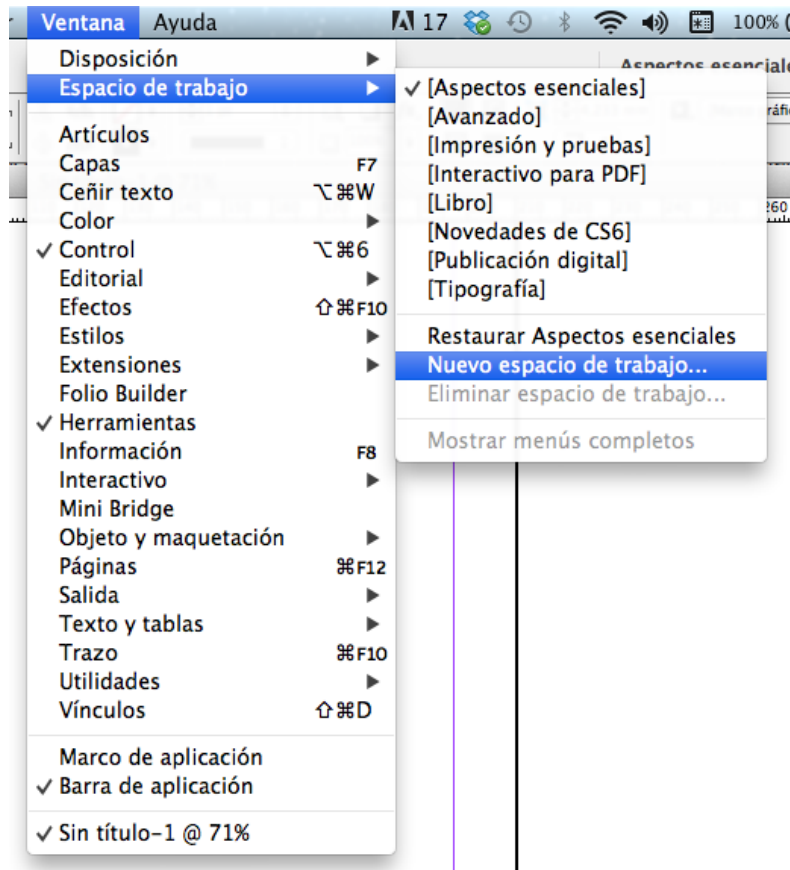 Ventana Ayuda 17 100% (
Disposición
Aspectos esenciale
Espacio de trabajo
✓ [Aspectos esenciales]
[Avanzado]
[Impresión y pruebas]
[Interactivo para PDF]
[Libro]
[Novedades de CS6]
[Publicación digital]
[Tipografía]
Restaurar Aspectos esenciales
Nuevo espacio de trabajo...
Eliminar espacio de trabajo...
Mostrar menús completos
Artículos
Capas F7
Ceñir texto ⌥⌘W
Color
✓ Control ⌥⌘6
Editorial
Efectos ⇧⌘F10
Estilos
Extensiones
Folio Builder
✓ Herramientas
Información F8
Interactivo
Mini Bridge
Objeto y maquetación
Páginas ⌘F12
Salida
Texto y tablas
Trazo ⌘F10
Utilidades
Vínculos ⇧⌘D
Marco de aplicación
✓ Barra de aplicación
✓ Sin título-1 @ 71%
260